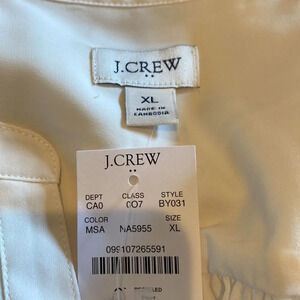 J.CREW
XL
MADE IN
CAMBODIA
J.CREW
DEPT CLASS STYLE
CA0 007 BY031
COLOR SIZE
MSA NA5955 XL
099107265591